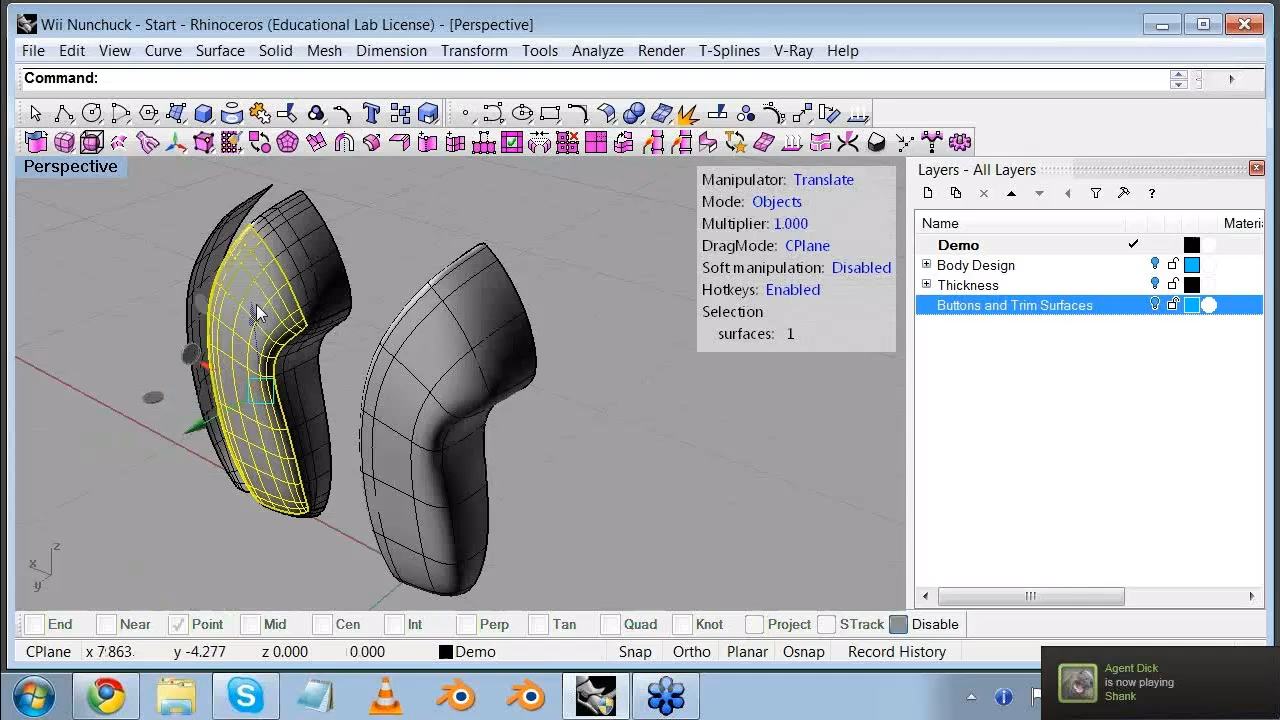 Wii Nunchuck - Start - Rhinoceros (Educational Lab License) - [Perspective]
File Edit View Curve Surface Solid Mesh Dimension Transform Tools Analyze Render T-Splines V-Ray Help
Command:
Perspective
Manipulator: Translate
Mode: Objects
Multiplier: 1.000
DragMode: CPlane
Soft manipulation: Disabled
Hotkeys: Enabled
Selection
surfaces: 1
Layers - All Layers
Name Materi
Demo
Body Design
Thickness
Buttons and Trim Surfaces
z
x
y
End Near Point Mid Cen Int Perp Tan Quad Knot Project STrack Disable
CPlane x 7.863 y -4.277 z 0.000 0.000 Demo Snap Ortho Planar Osnap Record History
Agent Dick
is now playing
Shank